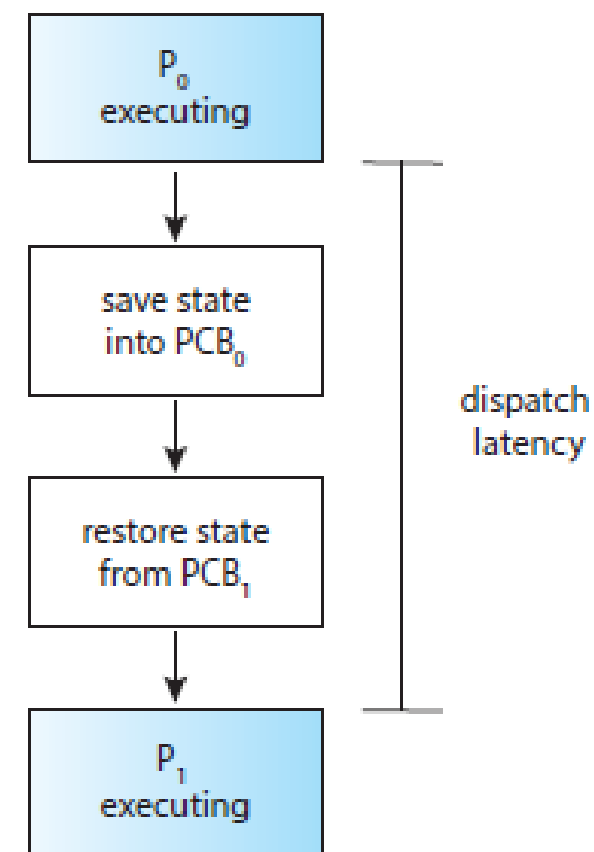 P₀
executing
save state
into PCB₀
dispatch
latency
restore state
from PCB₁
P₁
executing